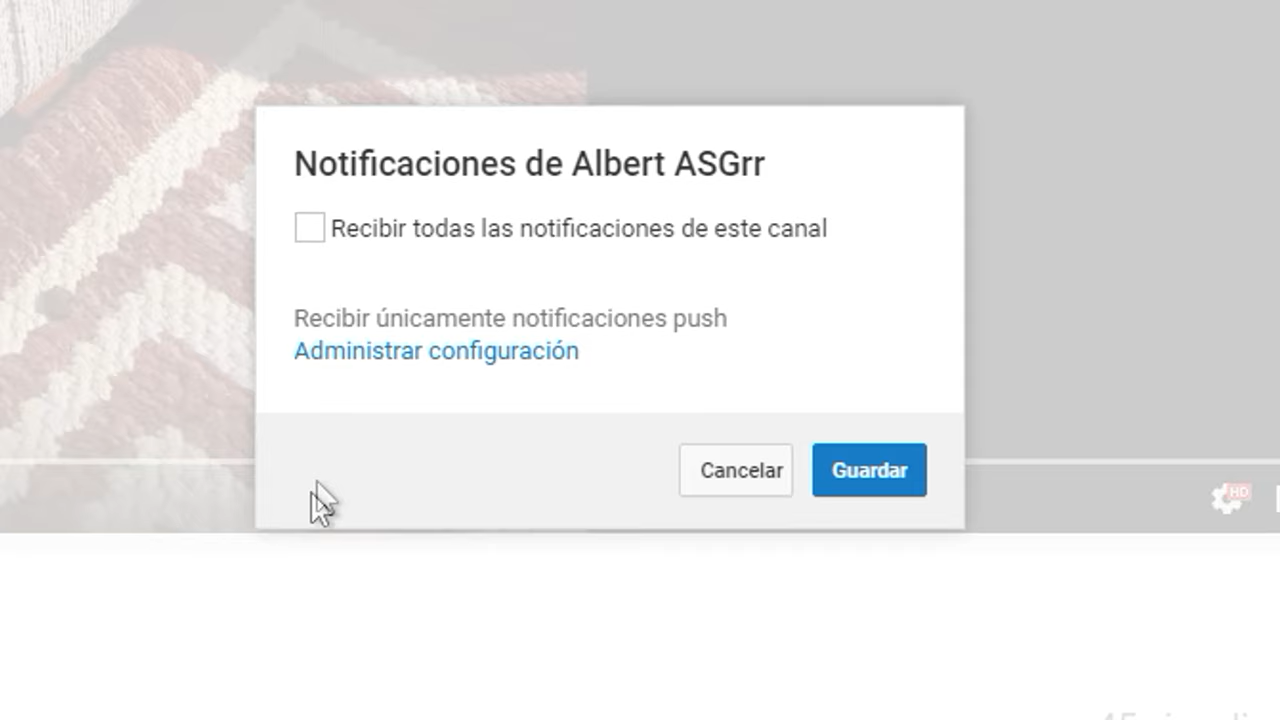 Notificaciones de Albert ASGrr
Recibir todas las notificaciones de este canal
Recibir únicamente notificaciones push
Administrar configuración
Cancelar
Guardar
HD